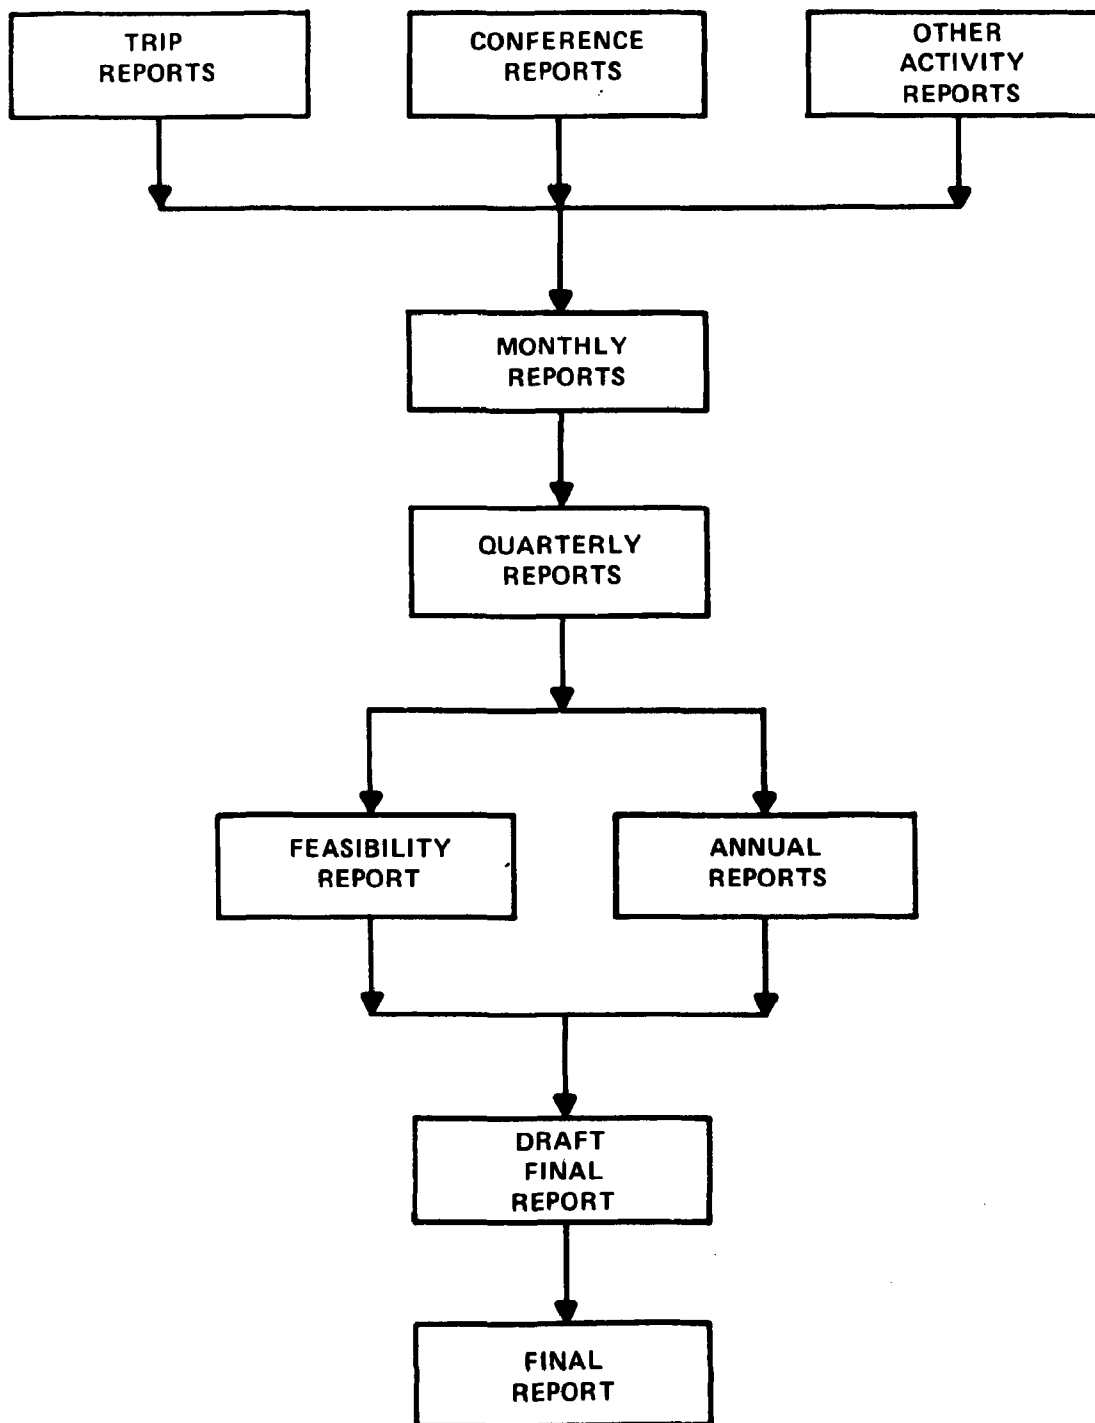 TRIP
REPORTS
CONFERENCE
REPORTS
OTHER
ACTIVITY
REPORTS
MONTHLY
REPORTS
QUARTERLY
REPORTS
FEASIBILITY
REPORT
ANNUAL
REPORTS
DRAFT
FINAL
REPORT
FINAL
REPORT